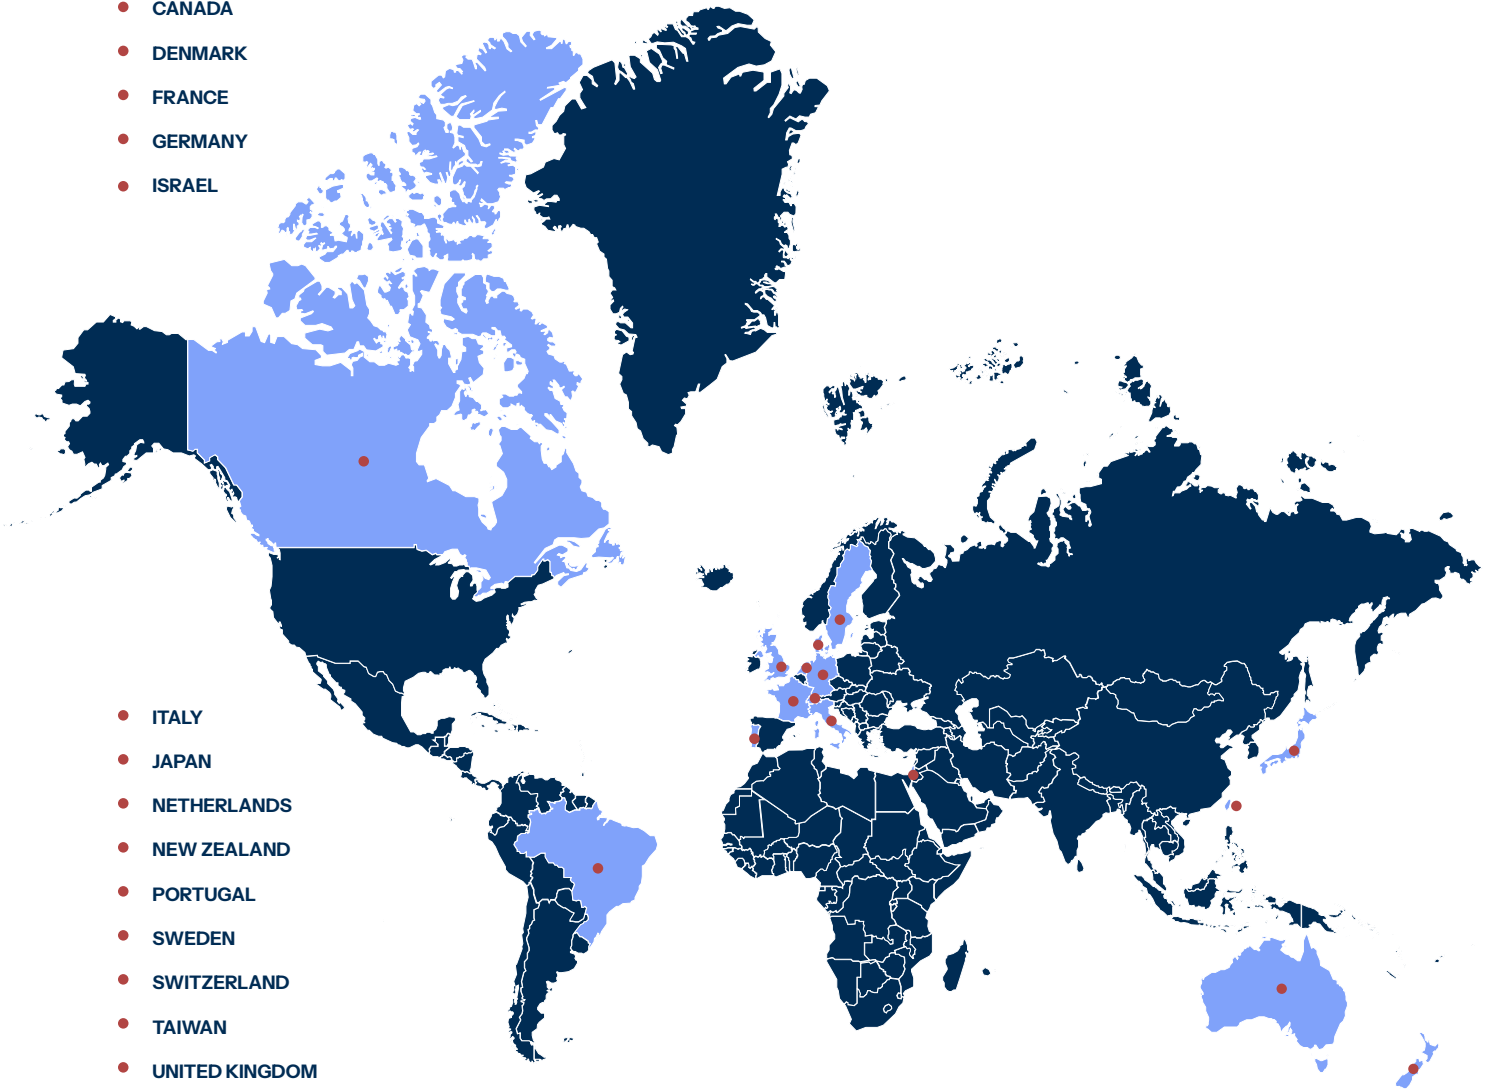 CANADA
DENMARK
FRANCE
GERMANY
ISRAEL
ITALY
JAPAN
NETHERLANDS
NEW ZEALAND
PORTUGAL
SWEDEN
SWITZERLAND
TAIWAN
UNITED KINGDOM